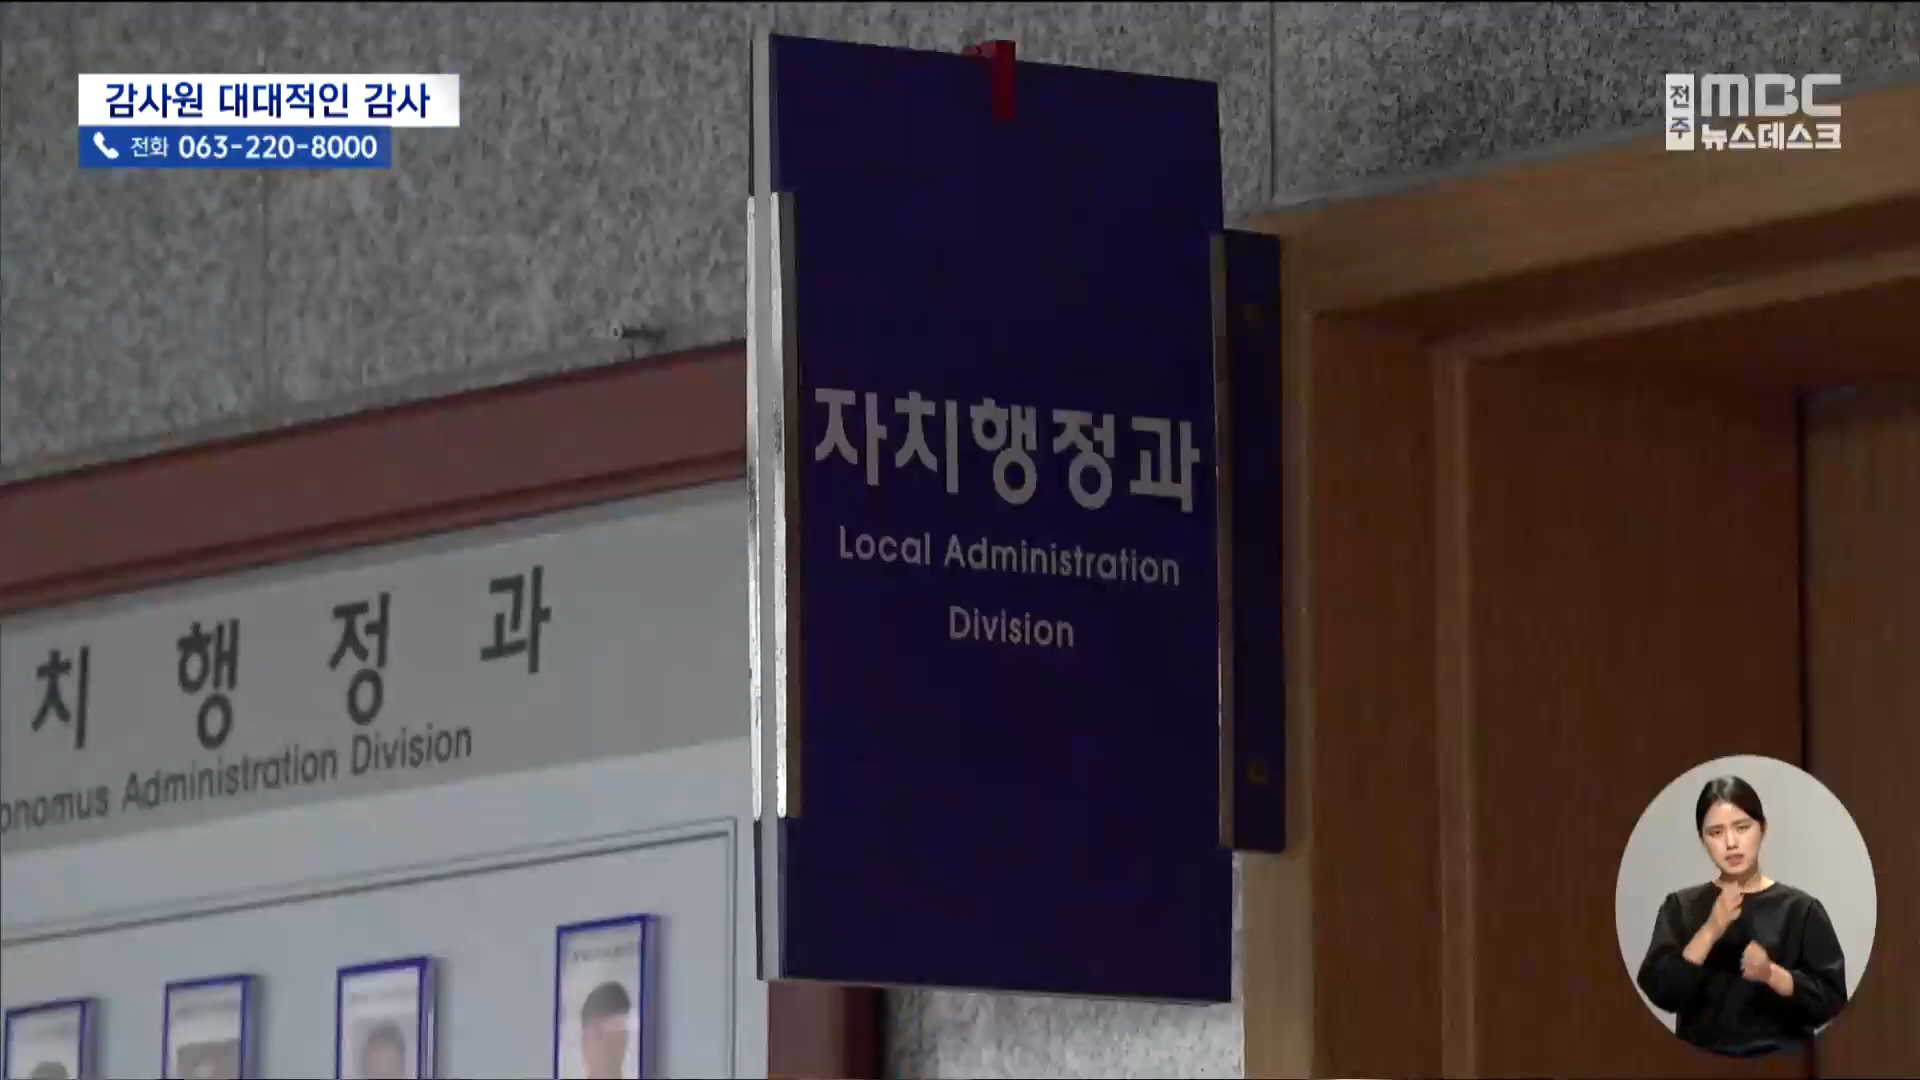 감사원 대대적인 감사
전화 063-220-8000
전주 MBC
뉴스데스크
자치행정과
Local Administration
Division
치 행 정 과
onomus Administration Division